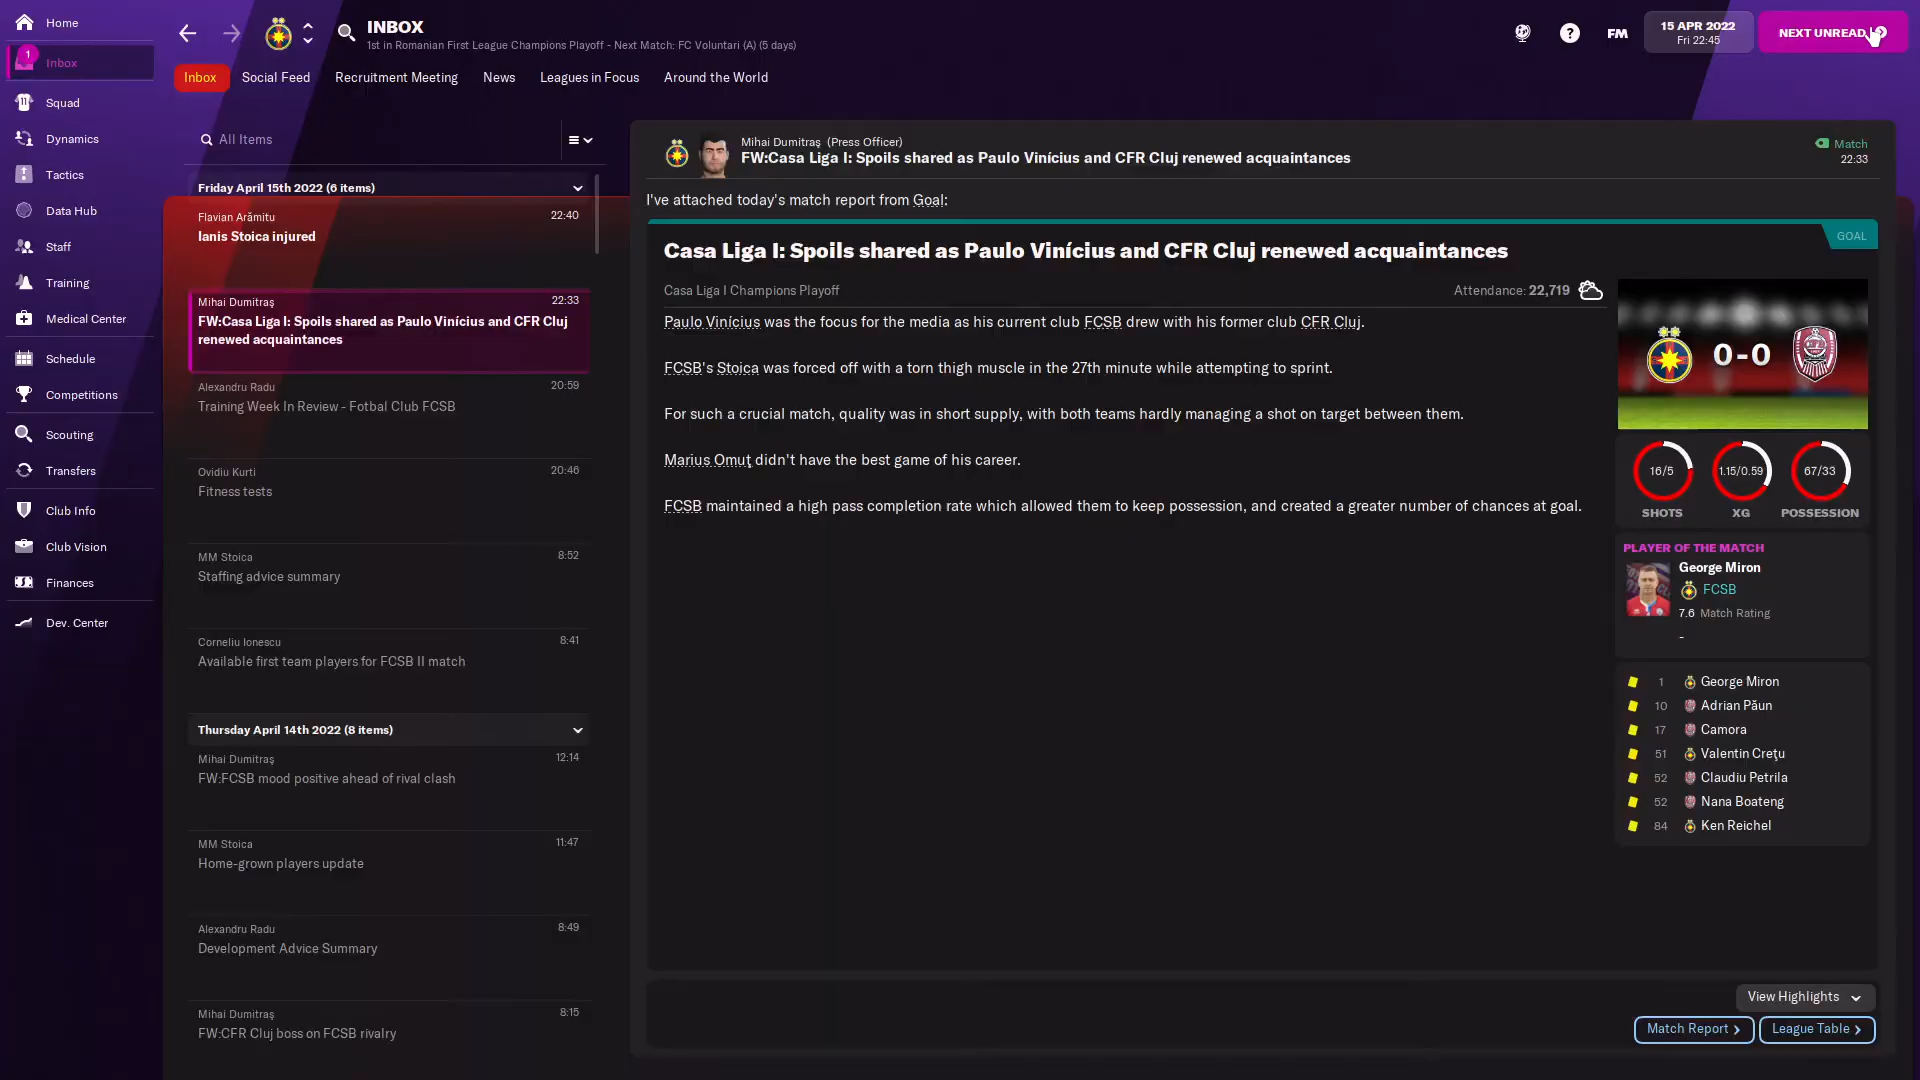 Home
INBOX
1st in Romanian First League Champions Playoff - Next Match: FC Voluntari (A) (5 days)
FM
15 APR 2022
Fri 22:45
NEXT UNREAD
1
Inbox
Inbox
Social Feed
Recruitment Meeting
News
Leagues in Focus
Around the World
Squad
Dynamics
Tactics
Data Hub
Staff
Training
Medical Center
Schedule
Competitions
Scouting
Transfers
Club Info
Club Vision
Finances
Dev. Center
All Items
Friday April 15th 2022 (6 items)
Flavian Arămitu
22:40
Ianis Stoica injured
Mihai Dumitraş
22:33
FW:Casa Liga I: Spoils shared as Paulo Vinícius and CFR Cluj
renewed acquaintances
Alexandru Radu
20:59
Training Week In Review - Fotbal Club FCSB
Ovidiu Kurti
20:46
Fitness tests
MM Stoica
8:52
Staffing advice summary
Corneliu Ionescu
8:41
Available first team players for FCSB II match
Thursday April 14th 2022 (8 items)
Mihai Dumitraş
12:14
FW:FCSB mood positive ahead of rival clash
MM Stoica
11:47
Home-grown players update
Alexandru Radu
8:49
Development Advice Summary
Mihai Dumitraş
8:15
FW:CFR Cluj boss on FCSB rivalry
Mihai Dumitraş (Press Officer)
FW:Casa Liga I: Spoils shared as Paulo Vinícius and CFR Cluj renewed acquaintances
Match
22:33
I've attached today's match report from Goal:
GOAL
Casa Liga I: Spoils shared as Paulo Vinícius and CFR Cluj renewed acquaintances
Casa Liga I Champions Playoff
Attendance: 22,719
Paulo Vinícius was the focus for the media as his current club FCSB drew with his former club CFR Cluj.
FCSB's Stoica was forced off with a torn thigh muscle in the 27th minute while attempting to sprint.
For such a crucial match, quality was in short supply, with both teams hardly managing a shot on target between them.
Marius Omuţ didn't have the best game of his career.
FCSB maintained a high pass completion rate which allowed them to keep possession, and created a greater number of chances at goal.
0-0
16/5
1.15/0.59
67/33
SHOTS
XG
POSSESSION
PLAYER OF THE MATCH
George Miron
FCSB
7.6 Match Rating
-
1 George Miron
10 Adrian Păun
17 Camora
51 Valentin Creţu
52 Claudiu Petrila
52 Nana Boateng
84 Ken Reichel
View Highlights
Match Report
League Table